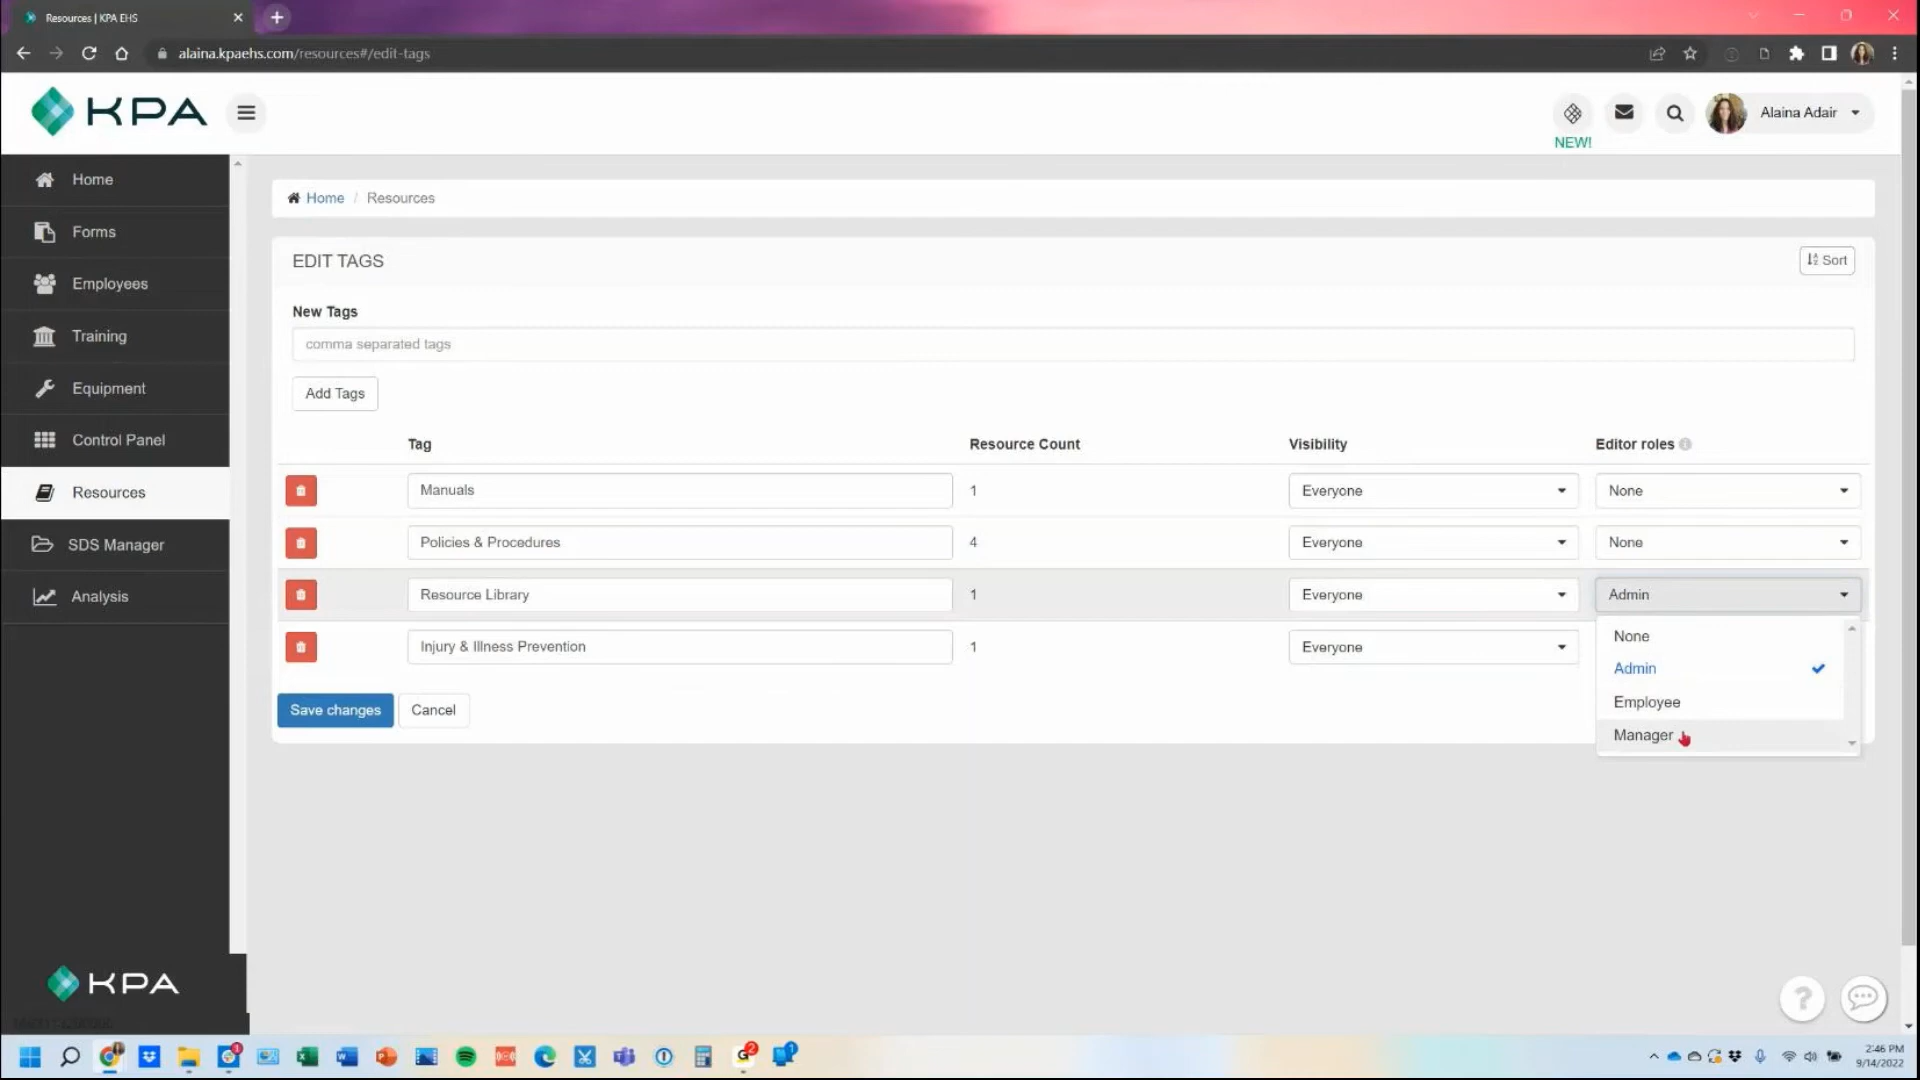 Resources | KPA EHS
alaina.kpaehs.com/resources#/edit-tags
KPA
NEW!
Alaina Adair
Home
Forms
Employees
Training
Equipment
Control Panel
Resources
SDS Manager
Analysis
KPA
Home / Resources
EDIT TAGS
Sort
New Tags
comma separated tags
Add Tags
Tag Resource Count Visibility Editor roles
Manuals 1 Everyone None
Policies & Procedures 4 Everyone None
Resource Library 1 Everyone Admin
Injury & Illness Prevention 1 Everyone
None
Admin
Employee
Manager
Save changes Cancel
2:46 PM
9/14/2022